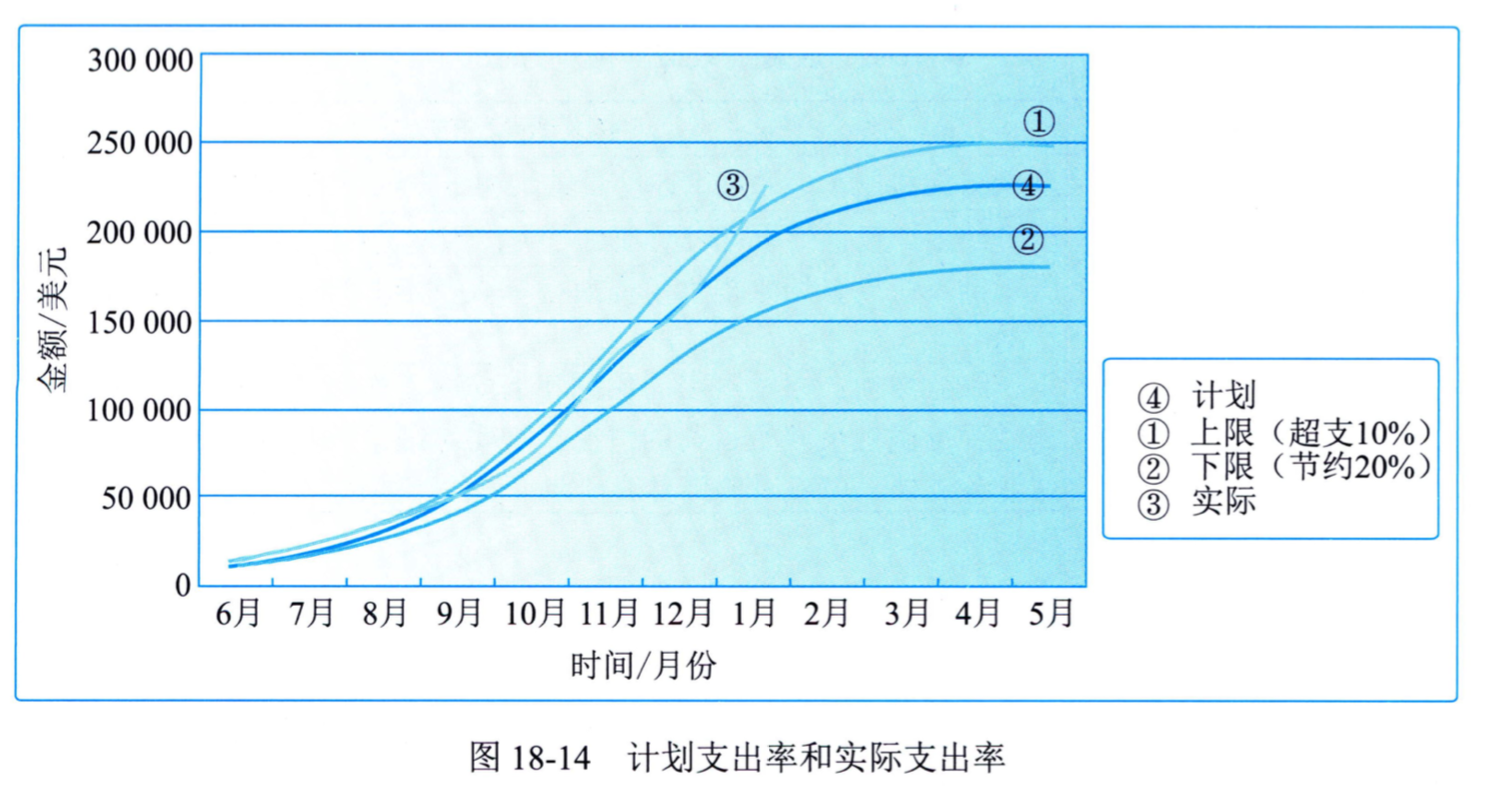 300 000
250 000
200 000
150 000
100 000
50 000
0
金额/美元
①
③
④
②
6月 7月 8月 9月 10月 11月 12月 1月 2月 3月 4月 5月
时间/月份
④ 计划
① 上限（超支10%）
② 下限（节约20%）
③ 实际
图 18-14 计划支出率和实际支出率